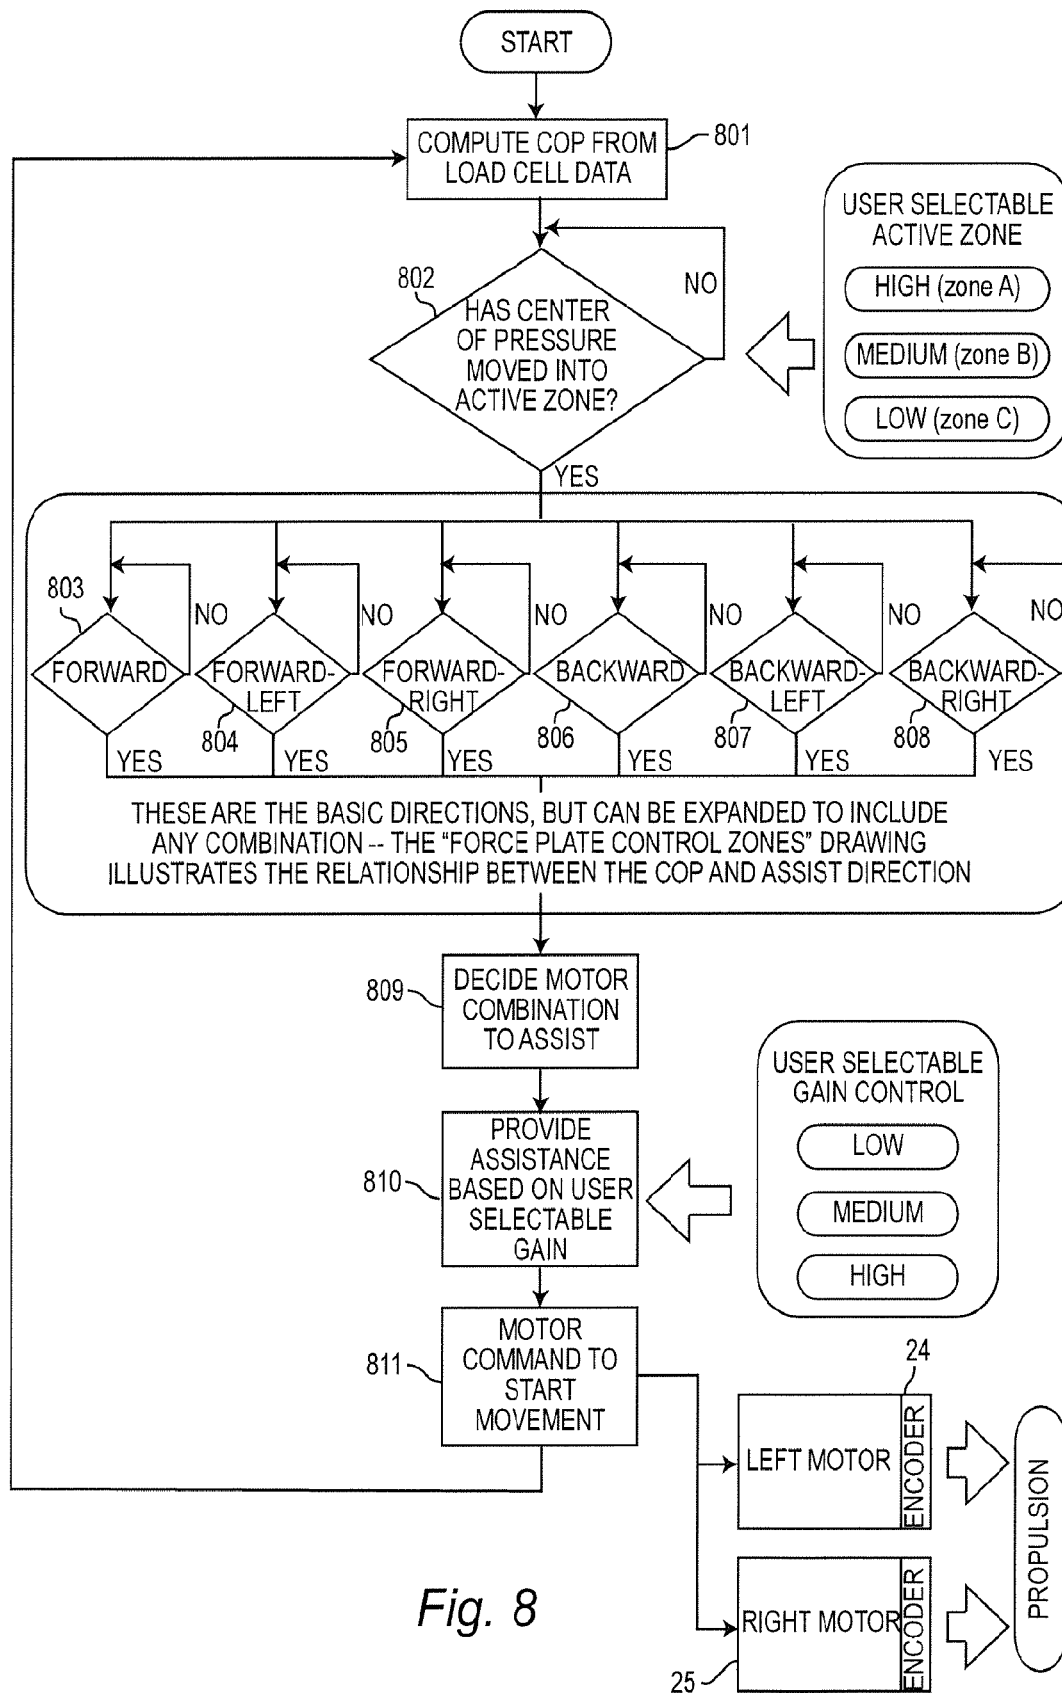 START
COMPUTE COP FROM
LOAD CELL DATA
801
USER SELECTABLE
ACTIVE ZONE
HIGH (zone A)
MEDIUM (zone B)
LOW (zone C)
802
HAS CENTER
OF PRESSURE
MOVED INTO
ACTIVE ZONE?
NO
YES
803
FORWARD
NO
YES
FORWARD-
LEFT
804
NO
YES
FORWARD-
RIGHT
805
NO
YES
BACKWARD
806
NO
YES
BACKWARD-
LEFT
807
NO
YES
BACKWARD-
RIGHT
808
NO
YES
THESE ARE THE BASIC DIRECTIONS, BUT CAN BE EXPANDED TO INCLUDE
ANY COMBINATION -- THE “FORCE PLATE CONTROL ZONES” DRAWING
ILLUSTRATES THE RELATIONSHIP BETWEEN THE COP AND ASSIST DIRECTION
809
DECIDE MOTOR
COMBINATION
TO ASSIST
USER SELECTABLE
GAIN CONTROL
LOW
MEDIUM
HIGH
810
PROVIDE
ASSISTANCE
BASED ON USER
SELECTABLE
GAIN
811
MOTOR
COMMAND TO
START
MOVEMENT
24
LEFT MOTOR
ENCODER
RIGHT MOTOR
ENCODER
25
PROPULSION
Fig. 8